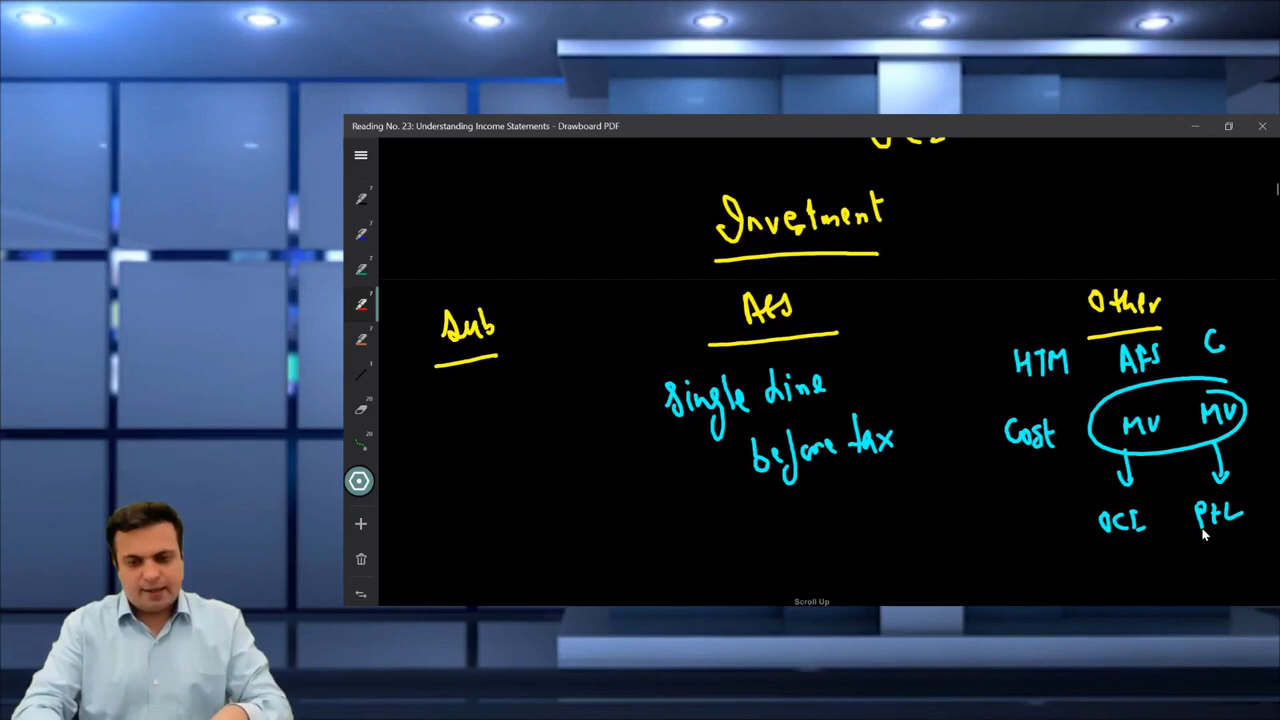 Reading No. 23: Understanding Income Statements - Drawboard PDF
OCI
Investment
Sub
Other
HTM AFS
Single Line
before tax
Cost MV MV
OCI P&L
Scroll Up